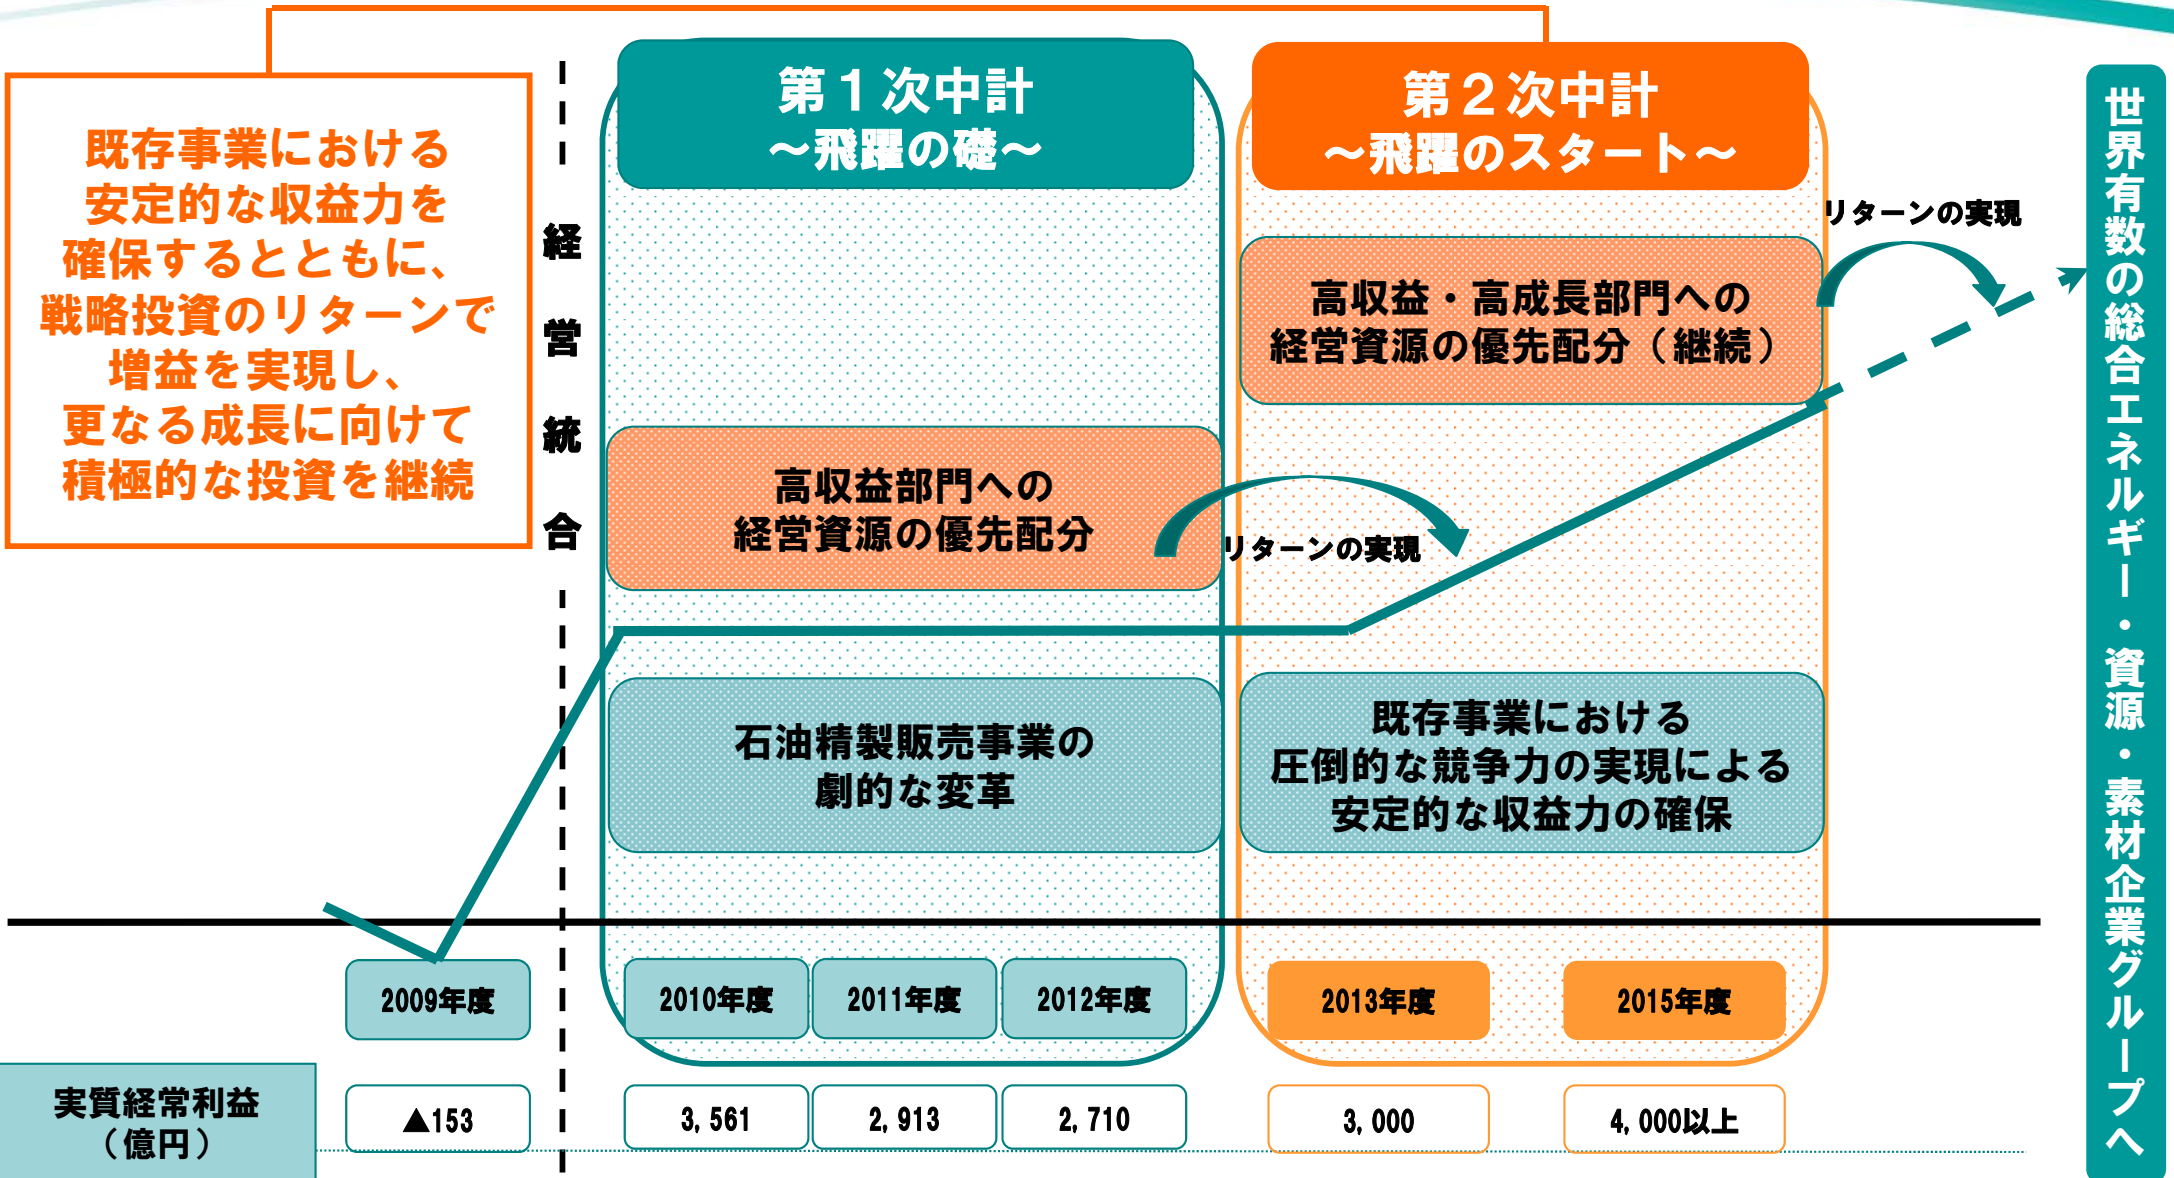 第１次中計
～飛躍の礎～
第２次中計
～飛躍のスタート～
既存事業における
安定的な収益力を
確保するとともに、
戦略投資のリターンで
増益を実現し、
更なる成長に向けて
積極的な投資を継続
経営統合
リターンの実現
高収益・高成長部門への
経営資源の優先配分（継続）
高収益部門への
経営資源の優先配分
リターンの実現
石油精製販売事業の
劇的な変革
既存事業における
圧倒的な競争力の実現による
安定的な収益力の確保
世界有数の総合エネルギー・資源・素材企業グループへ
2009年度
2010年度
2011年度
2012年度
2013年度
2015年度
実質経常利益
（億円）
▲153
3,561
2,913
2,710
3,000
4,000以上